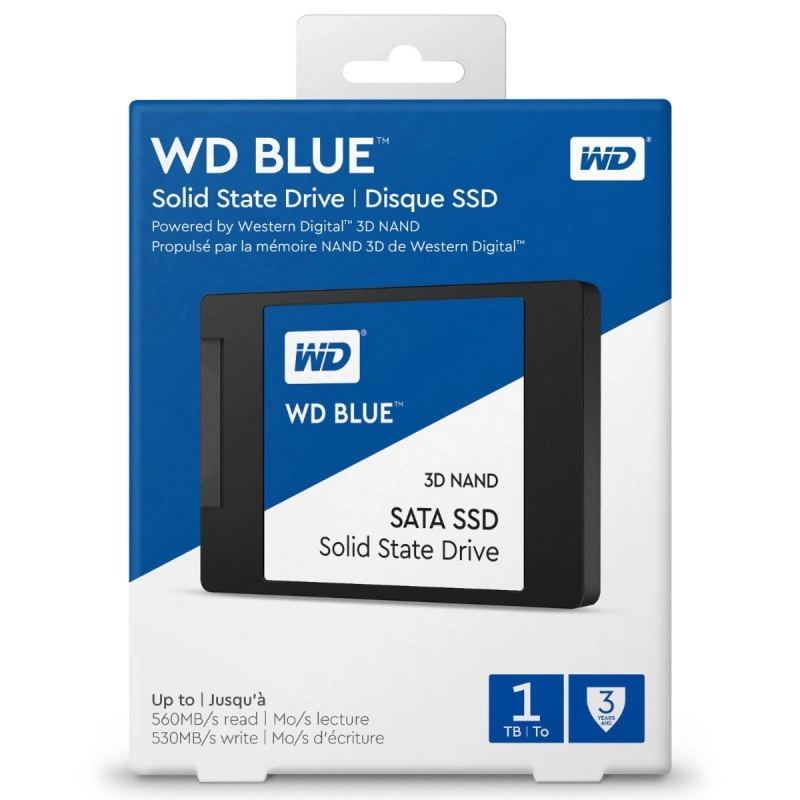 WD BLUE™
WD®
Solid State Drive | Disque SSD
Powered by Western Digital™ 3D NAND
Propulsé par la mémoire NAND 3D de Western Digital™
WD®
WD BLUE™
3D NAND
SATA SSD
Solid State Drive
Up to | Jusqu'à
560MB/s read | Mo/s lecture
530MB/s write | Mo/s d'écriture
1
TB | To
3
YEARS
ANS